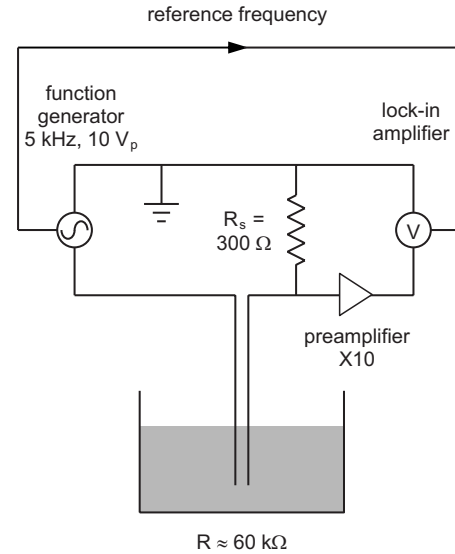 reference frequency
function
generator
5 kHz, 10 Vₚ
lock-in
amplifier
Rₛ =
300 Ω
V
preamplifier
X10
R ≈ 60 kΩ